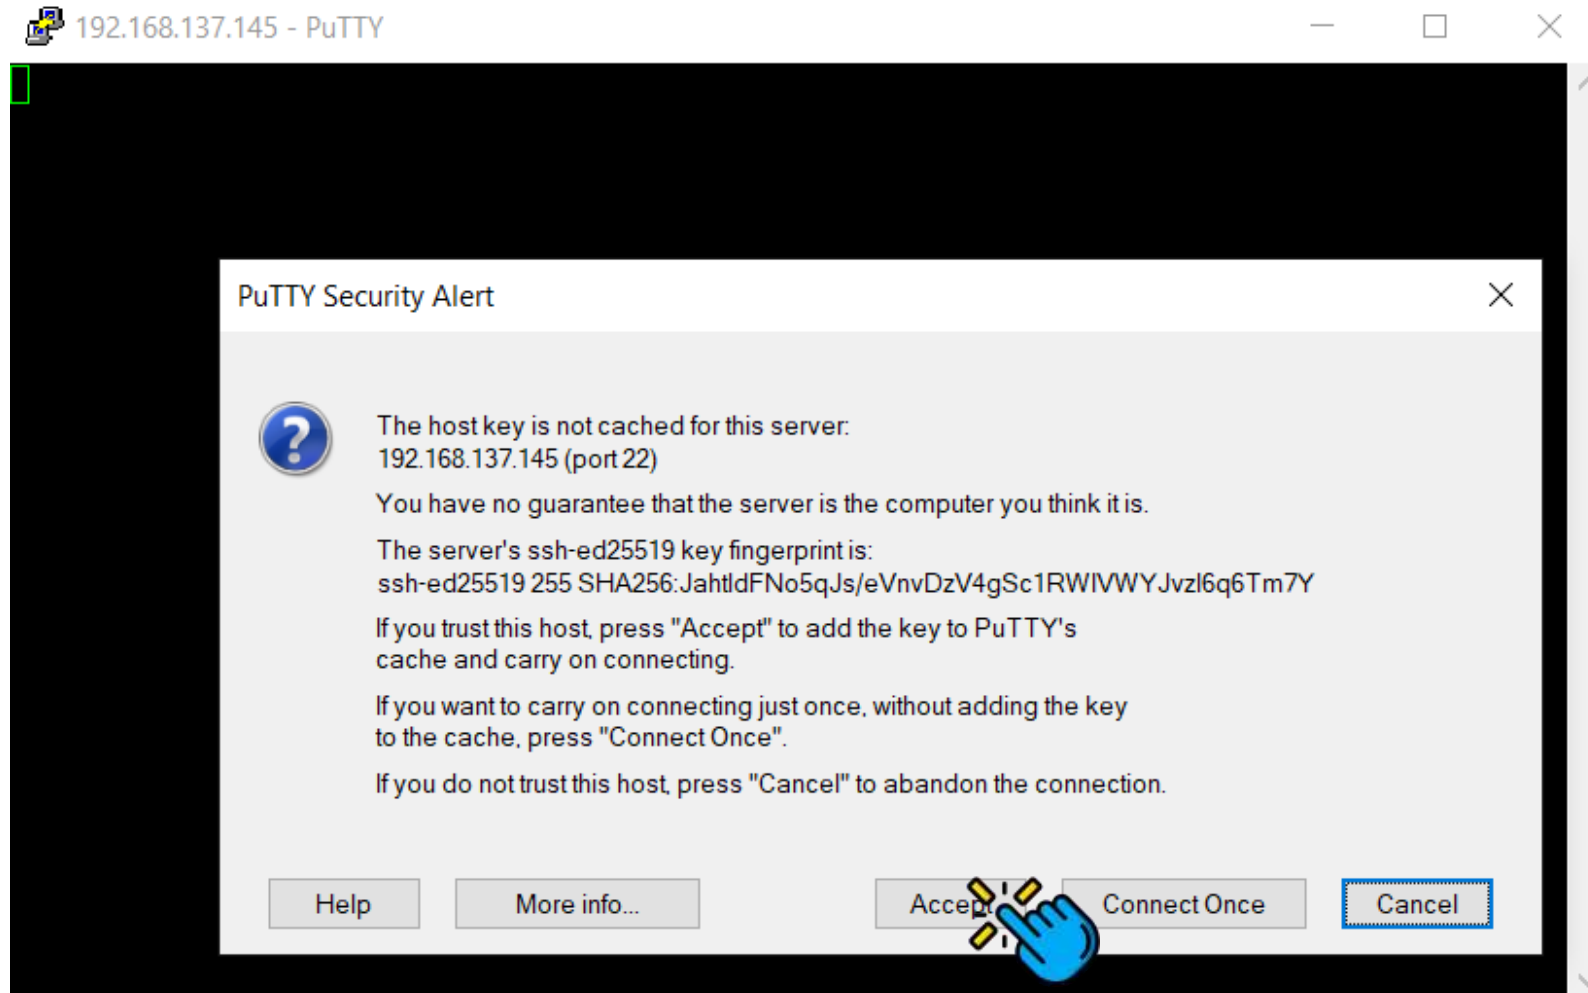 192.168.137.145 - PuTTY
PuTTY Security Alert
The host key is not cached for this server:
192.168.137.145 (port 22)
You have no guarantee that the server is the computer you think it is.
The server's ssh-ed25519 key fingerprint is:
ssh-ed25519 255 SHA256:JahtldFNo5qJs/eVnvDzV4gSc1RWlVWYJvzl6q6Tm7Y
If you trust this host, press "Accept" to add the key to PuTTY's
cache and carry on connecting.
If you want to carry on connecting just once, without adding the key
to the cache, press "Connect Once".
If you do not trust this host, press "Cancel" to abandon the connection.
Help
More info...
Accept
Connect Once
Cancel